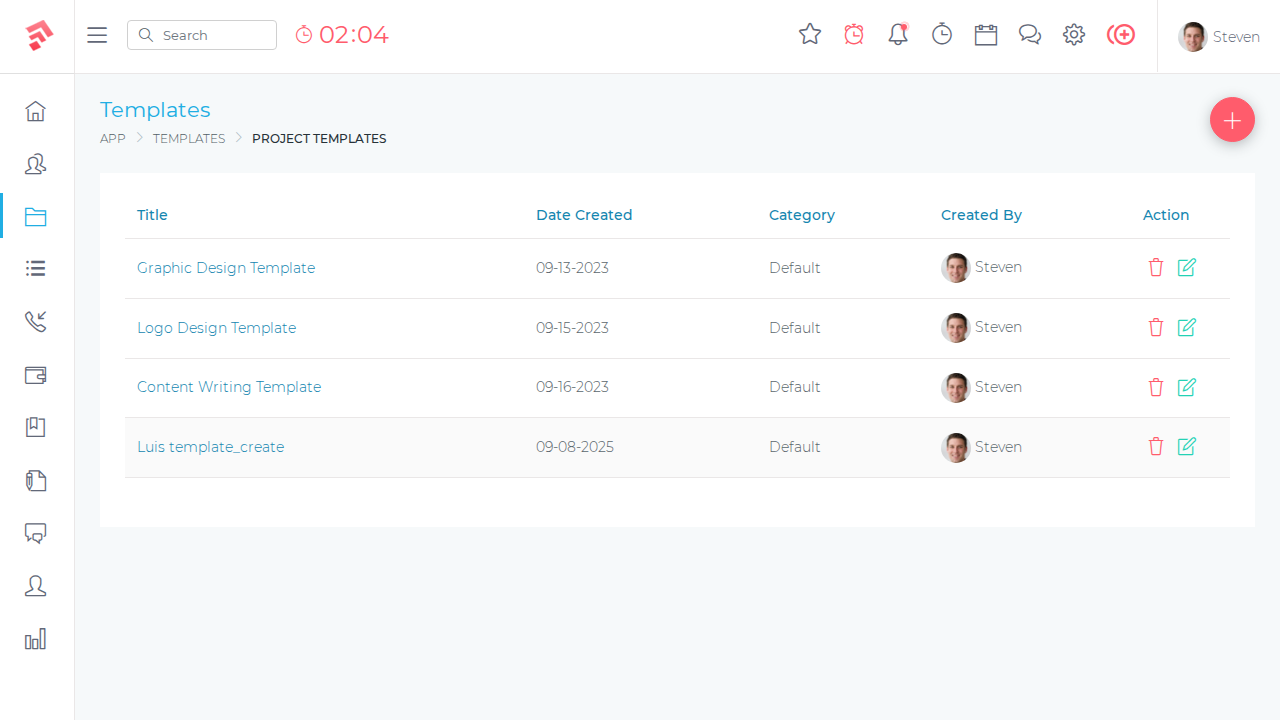 Search
02:04
Steven
Templates
APP TEMPLATES PROJECT TEMPLATES
Title Date Created Category Created By Action
Graphic Design Template 09-13-2023 Default Steven
Logo Design Template 09-15-2023 Default Steven
Content Writing Template 09-16-2023 Default Steven
Luis template_create 09-08-2025 Default Steven